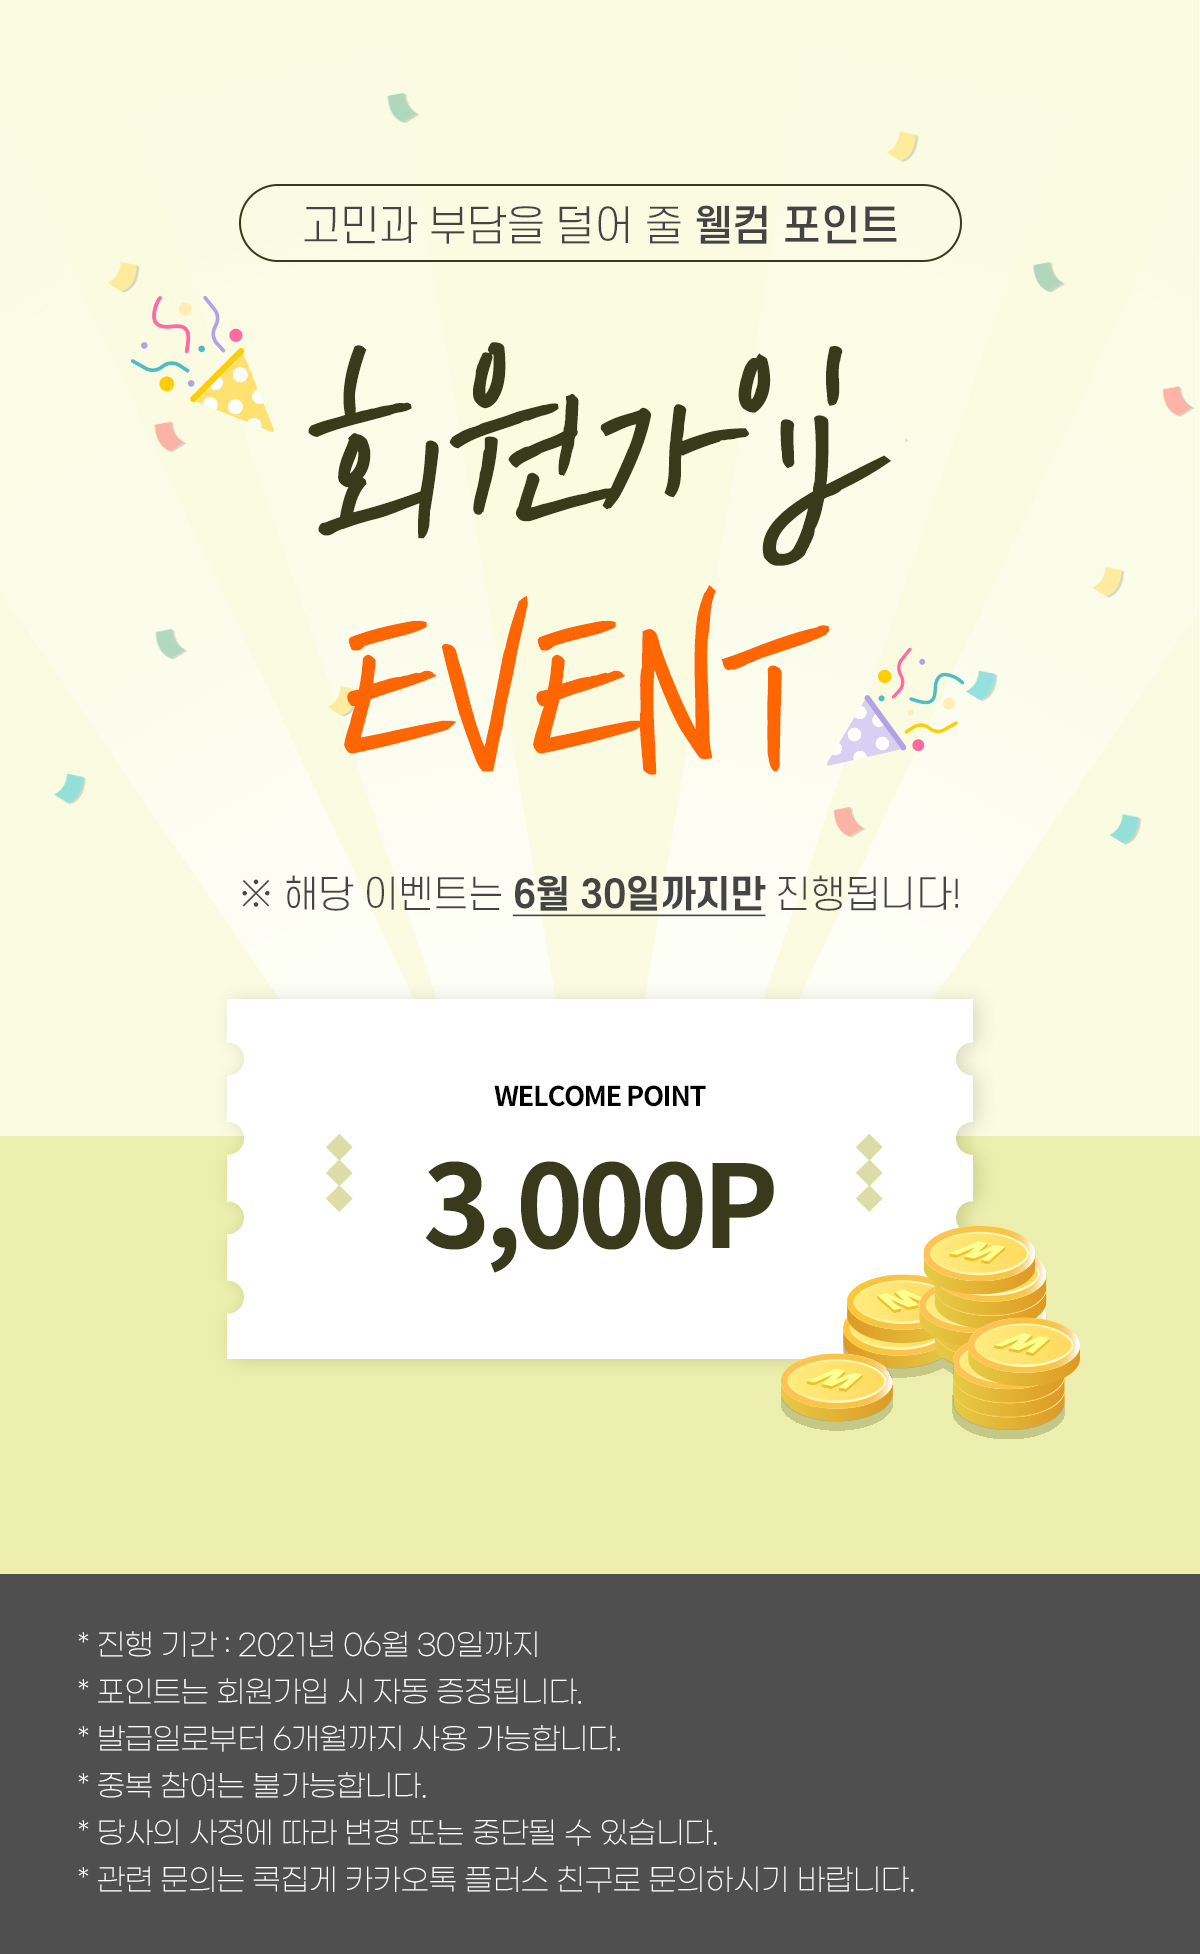 고민과 부담을 덜어 줄 웰컴 포인트
회원가입
EVENT
※ 해당 이벤트는 6월 30일까지만 진행됩니다!
WELCOME POINT
3,000P
M
M
M
M
* 진행 기간 : 2021년 06월 30일까지
* 포인트는 회원가입 시 자동 증정됩니다.
* 발급일로부터 6개월까지 사용 가능합니다.
* 중복 참여는 불가능합니다.
* 당사의 사정에 따라 변경 또는 중단될 수 있습니다.
* 관련 문의는 콕집게 카카오톡 플러스 친구로 문의하시기 바랍니다.